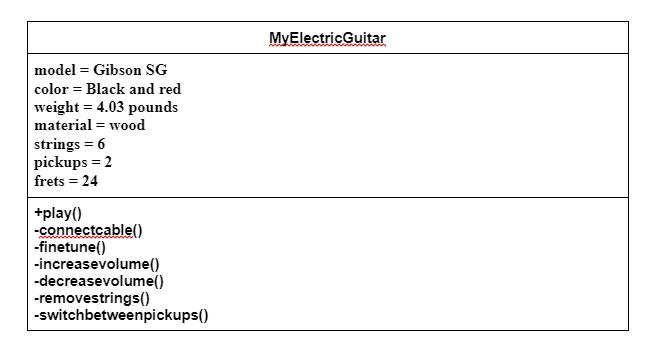 MyElectricGuitar
model = Gibson SG
color = Black and red
weight = 4.03 pounds
material = wood
strings = 6
pickups = 2
frets = 24
+play()
-connectcable()
-finetune()
-increasevolume()
-decreasevolume()
-removestrings()
-switchbetweenpickups()